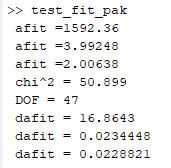 >> test_fit_pak
afit =1592.36
afit =3.99248
afit =2.00638
chi^2 = 50.899
DOF = 47
dafit = 16.8643
dafit = 0.0234448
dafit = 0.0228821